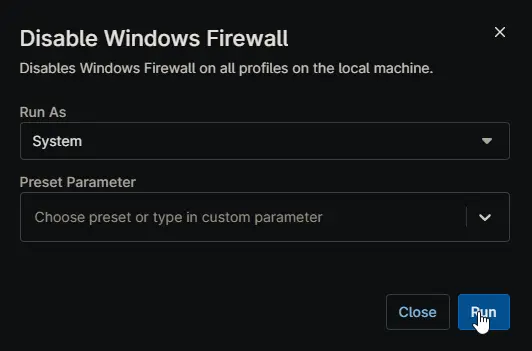 Disable Windows Firewall
Disables Windows Firewall on all profiles on the local machine.
Run As
System
Preset Parameter
Choose preset or type in custom parameter
Close Run